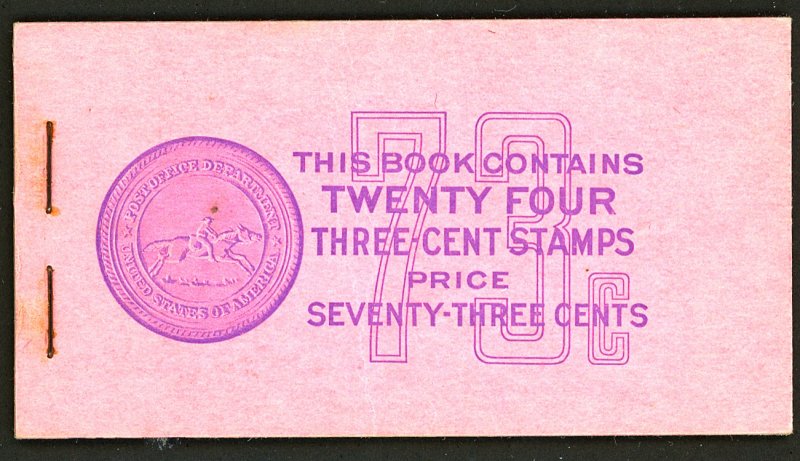 POST OFFICE DEPARTMENT
UNITED STATES OF AMERICA
THIS BOOK CONTAINS
TWENTY FOUR
THREE-CENT STAMPS
PRICE
SEVENTY-THREE CENTS
73c